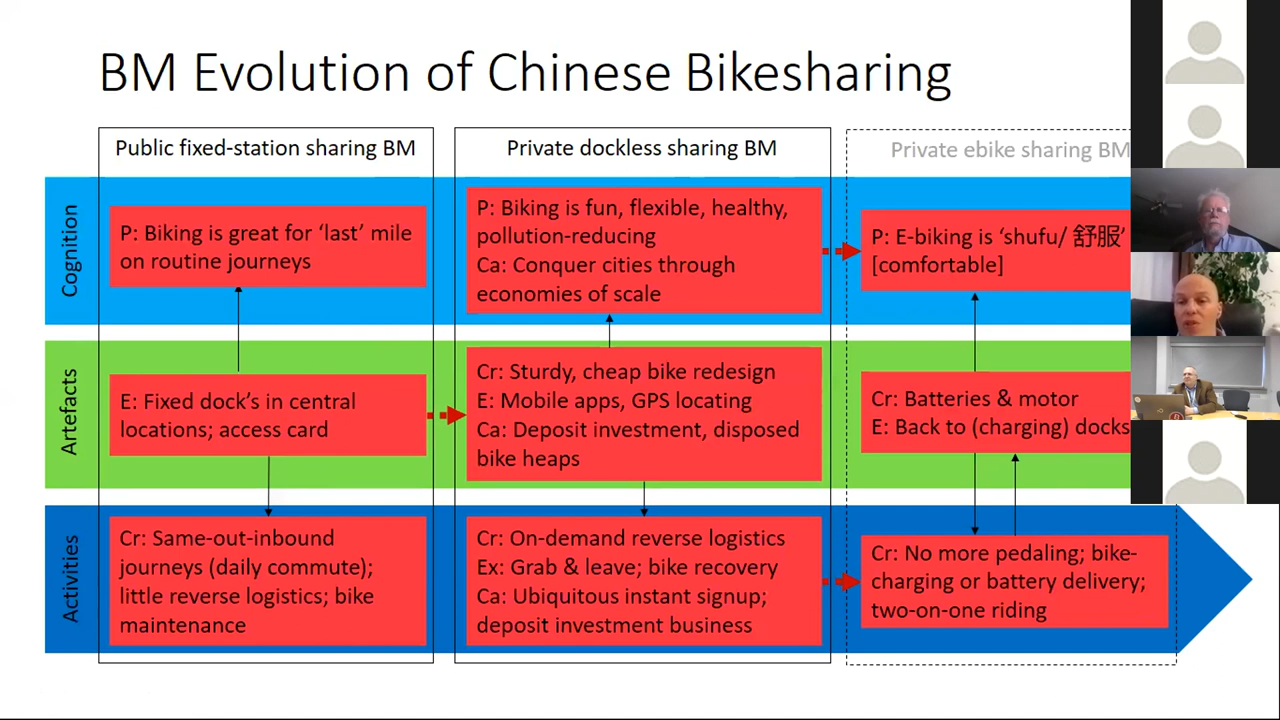 BM Evolution of Chinese Bikesharing
Public fixed-station sharing BM
Private dockless sharing BM
Private ebike sharing BM
Cognition
P: Biking is great for ‘last’ mile
on routine journeys
P: Biking is fun, flexible, healthy,
pollution-reducing
Ca: Conquer cities through
economies of scale
P: E-biking is ‘shufu/ 舒服’
[comfortable]
Artefacts
E: Fixed dock’s in central
locations; access card
Cr: Sturdy, cheap bike redesign
E: Mobile apps, GPS locating
Ca: Deposit investment, disposed
bike heaps
Cr: Batteries & motor
E: Back to (charging) docks
Activities
Cr: Same-out-inbound
journeys (daily commute);
little reverse logistics; bike
maintenance
Cr: On-demand reverse logistics
Ex: Grab & leave; bike recovery
Ca: Ubiquitous instant signup;
deposit investment business
Cr: No more pedaling; bike-
charging or battery delivery;
two-on-one riding